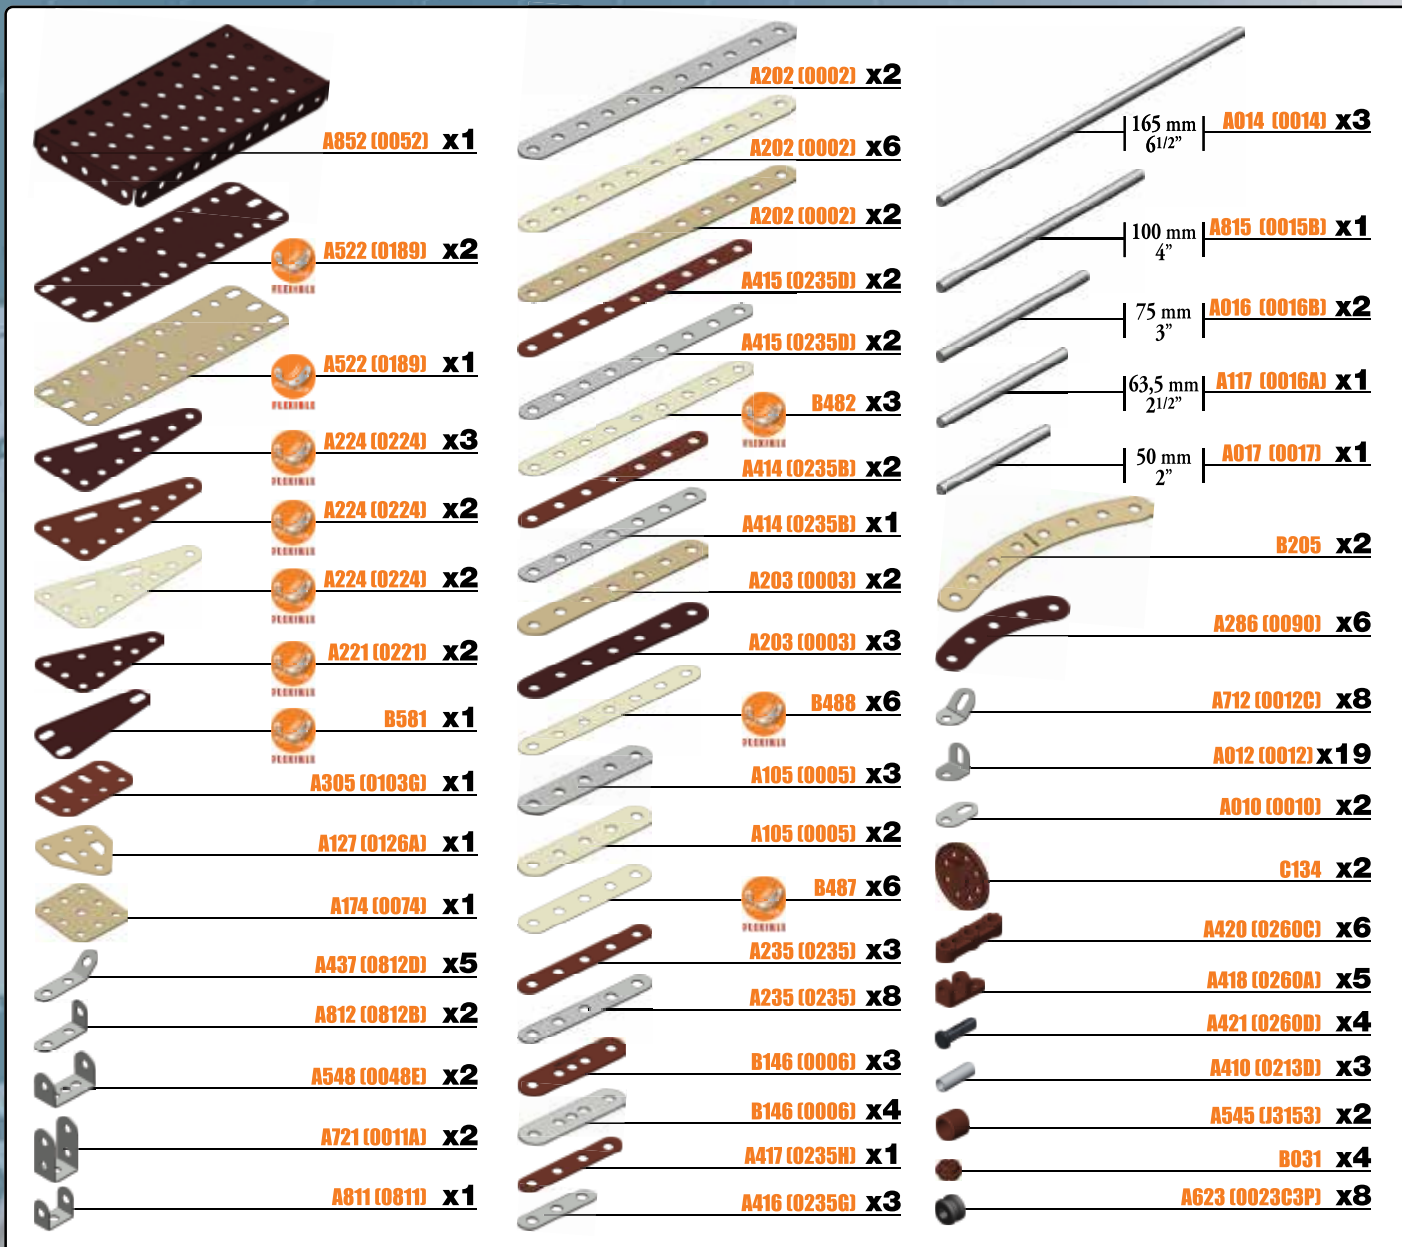 A852 (0052) x1
A522 (0189) x2
A522 (0189) x1
A224 (0224) x3
A224 (0224) x2
A224 (0224) x2
A221 (0221) x2
B581 x1
A305 (0103G) x1
A127 (0126A) x1
A174 (0074) x1
A437 (0812D) x5
A812 (0812B) x2
A548 (0048E) x2
A721 (0011A) x2
A811 (0811) x1
A202 (0002) x2
A202 (0002) x6
A202 (0002) x2
A415 (0235D) x2
A415 (0235D) x2
B482 x3
A414 (0235B) x2
A414 (0235B) x1
A203 (0003) x2
A203 (0003) x3
B488 x6
A105 (0005) x3
A105 (0005) x2
B487 x6
A235 (0235) x3
A235 (0235) x8
B146 (0006) x3
B146 (0006) x4
A417 (0235H) x1
A416 (0235G) x3
165 mm
6 1/2”
A014 (0014) x3
100 mm
4”
A815 (0015B) x1
75 mm
3”
A016 (0016B) x2
63,5 mm
2 1/2”
A117 (0016A) x1
50 mm
2”
A017 (0017) x1
B205 x2
A286 (0090) x6
A712 (0012C) x8
A012 (0012) x19
A010 (0010) x2
C134 x2
A420 (0260C) x6
A418 (0260A) x5
A421 (0260D) x4
A410 (0213D) x3
A545 (J3153) x2
B031 x4
A623 (0023C3P) x8